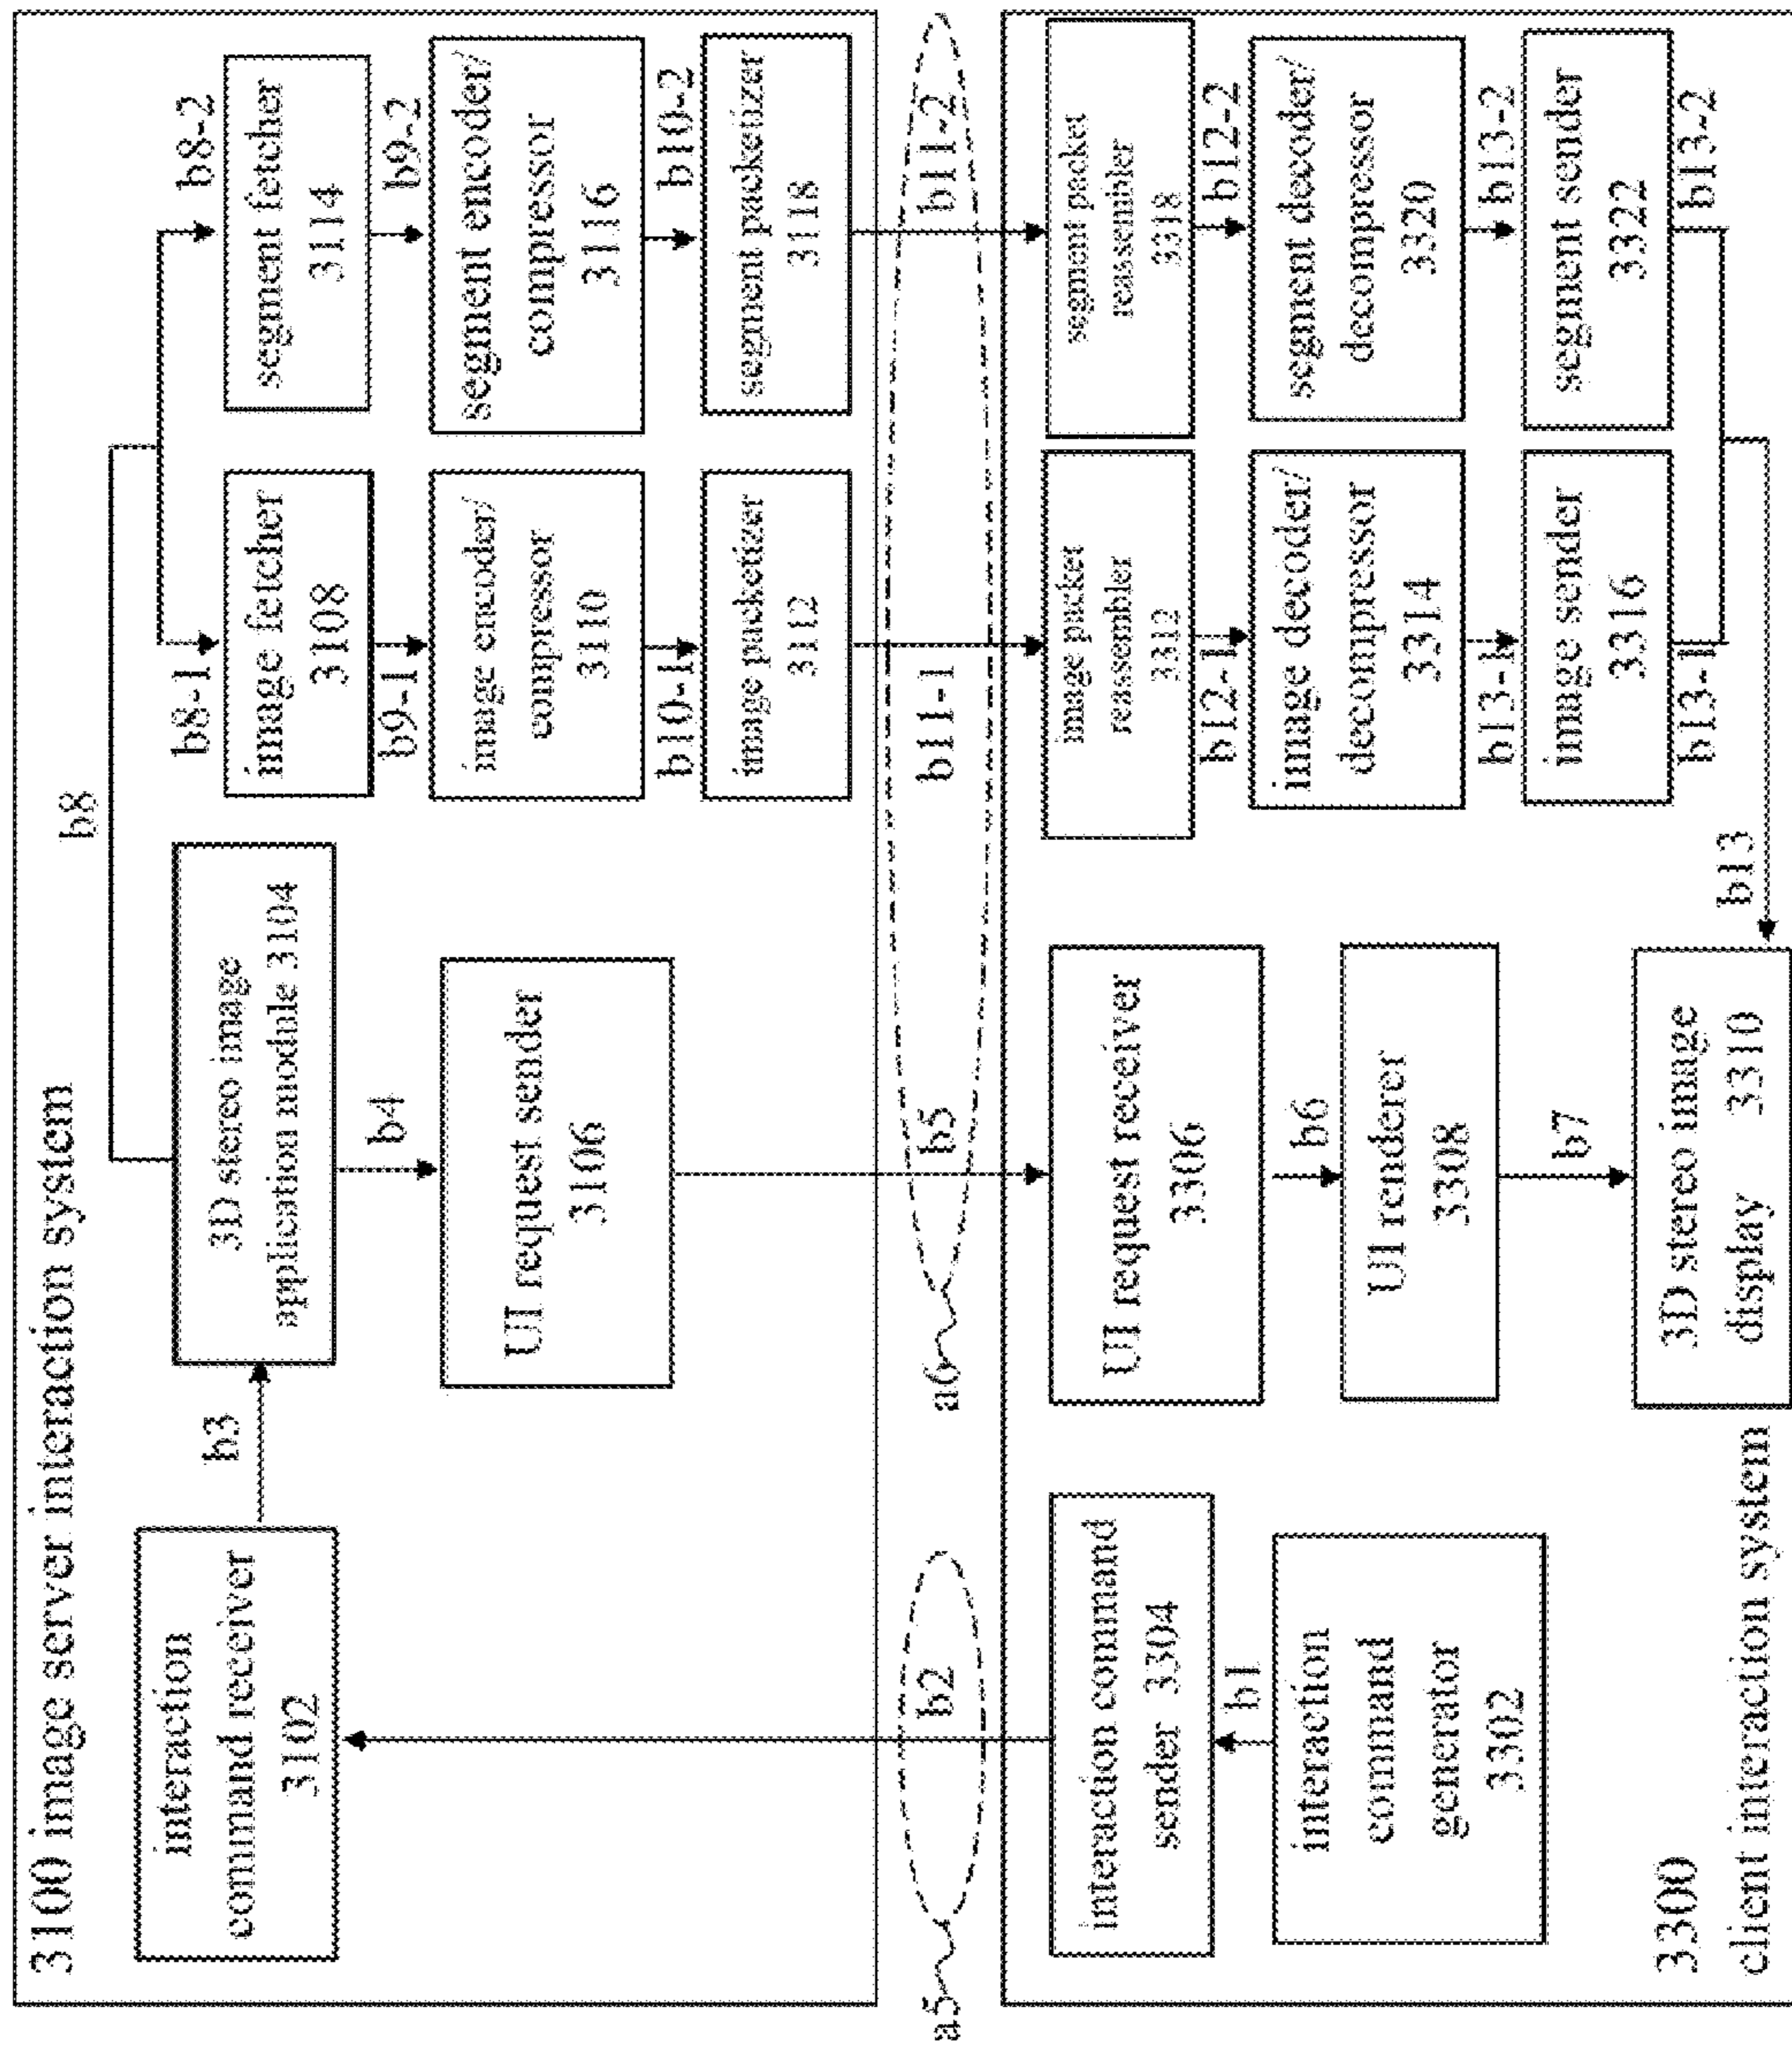 3100 image server interaction system
interaction
command receiver
3102
b3
3D stereo image
application module 3104
b8
b4
UI request sender
3106
b8-1
image fetcher
3108
b9-1
image encoder/
compressor
3110
b10-1
image packetizer
3112
b8-2
segment fetcher
3114
b9-2
segment encoder/
compressor
3116
b10-2
segment packetizer
3118
a5
b2
a6
b5
b11-1
b11-2
interaction command
sender 3304
b1
interaction
command
generator
3302
UI request receiver
3306
b6
UI renderer
3308
b7
3D stereo image
display 3310
image packet
reassembler
3312
b12-1
image decoder/
decompressor
3314
b13-1
image sender
3316
b13-1
segment packet
reassembler
3318
b12-2
segment decoder/
decompressor
3320
b13-2
segment sender
3322
b13-2
b13
3300
client interaction system